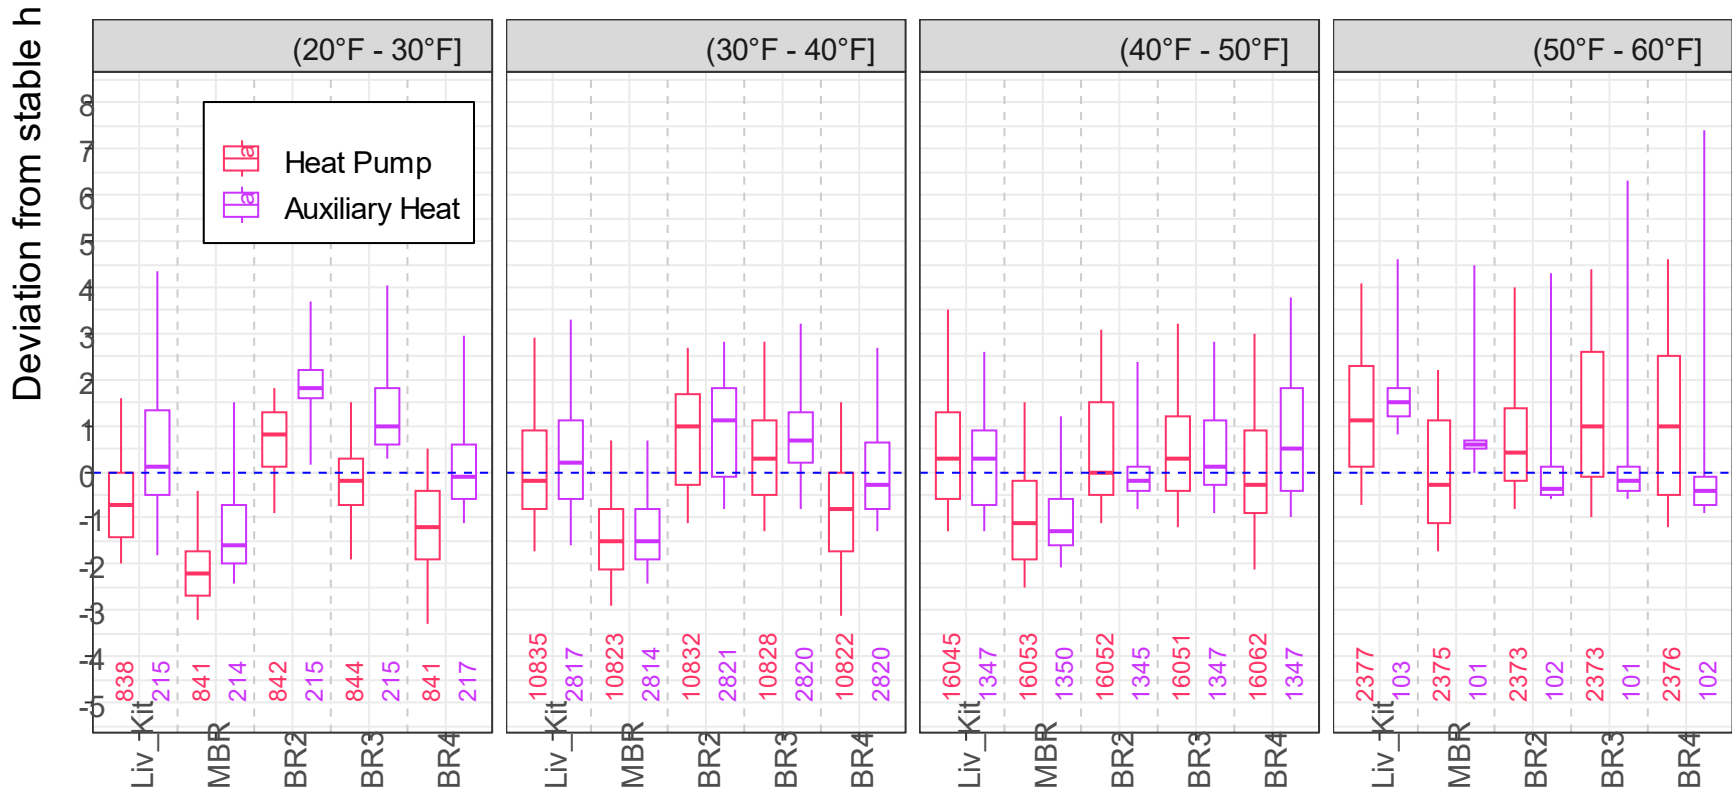 Deviation from stable h
(20°F - 30°F]
(30°F - 40°F]
(40°F - 50°F]
(50°F - 60°F]
8
7
6
5
4
3
2
1
0
-1
-2
-3
-4
-5
a Heat Pump
a Auxiliary Heat
838 215 841 214 842 215 844 215 841 217
10835 2817 10823 2814 10832 2821 10828 2820 10822 2820
16045 1347 16053 1350 16052 1345 16051 1347 16062 1347
2377 103 2375 101 2373 102 2373 101 2376 102
Liv_Kit MBR BR2 BR3 BR4
Liv_Kit MBR BR2 BR3 BR4
Liv_Kit MBR BR2 BR3 BR4
Liv_Kit MBR BR2 BR3 BR4